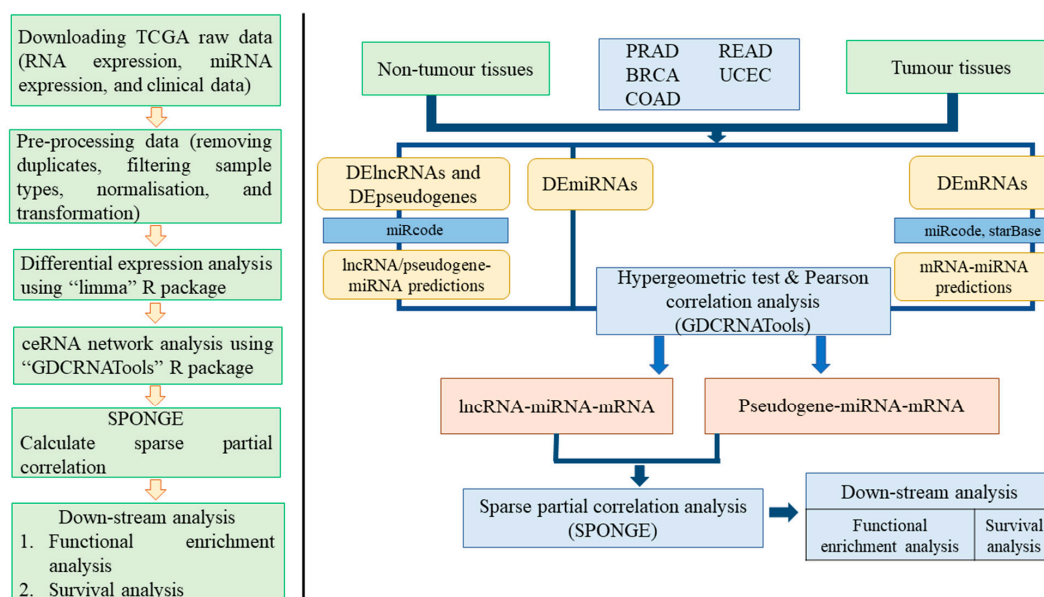 Downloading TCGA raw data
(RNA expression, miRNA
expression, and clinical data)
Pre-processing data (removing
duplicates, filtering sample
types, normalisation, and
transformation)
Differential expression analysis
using “limma” R package
ceRNA network analysis using
“GDCRNATools” R package
SPONGE
Calculate sparse partial
correlation
Down-stream analysis
1. Functional enrichment
analysis
2. Survival analysis
Non-tumour tissues
PRAD READ
BRCA UCEC
COAD
Tumour tissues
DElncRNAs and
DEpseudogenes
DEmiRNAs
DEmRNAs
miRcode
miRcode, starBase
lncRNA/pseudogene-
miRNA predictions
Hypergeometric test & Pearson
correlation analysis
(GDCRNATools)
mRNA-miRNA
predictions
lncRNA-miRNA-mRNA
Pseudogene-miRNA-mRNA
Sparse partial correlation analysis
(SPONGE)
Down-stream analysis
Functional
enrichment analysis
Survival
analysis